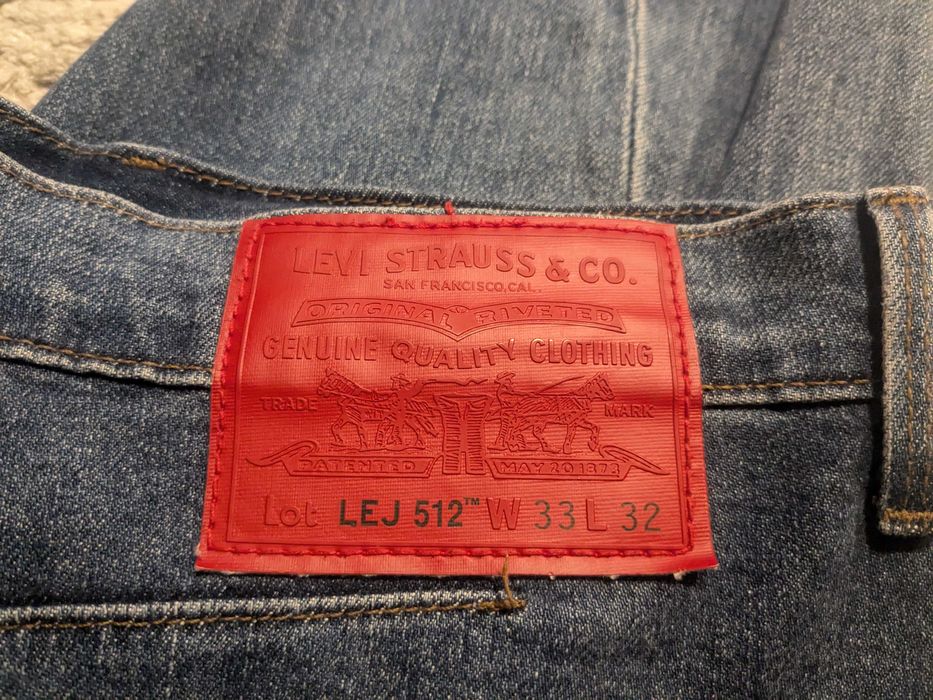 LEVI STRAUSS & CO.
SAN FRANCISCO, CAL.
ORIGINAL RIVETED
GENUINE QUALITY CLOTHING
TRADE MARK
PATENTED MAY 20 1873
Lot LEJ 512™ W 33 L 32